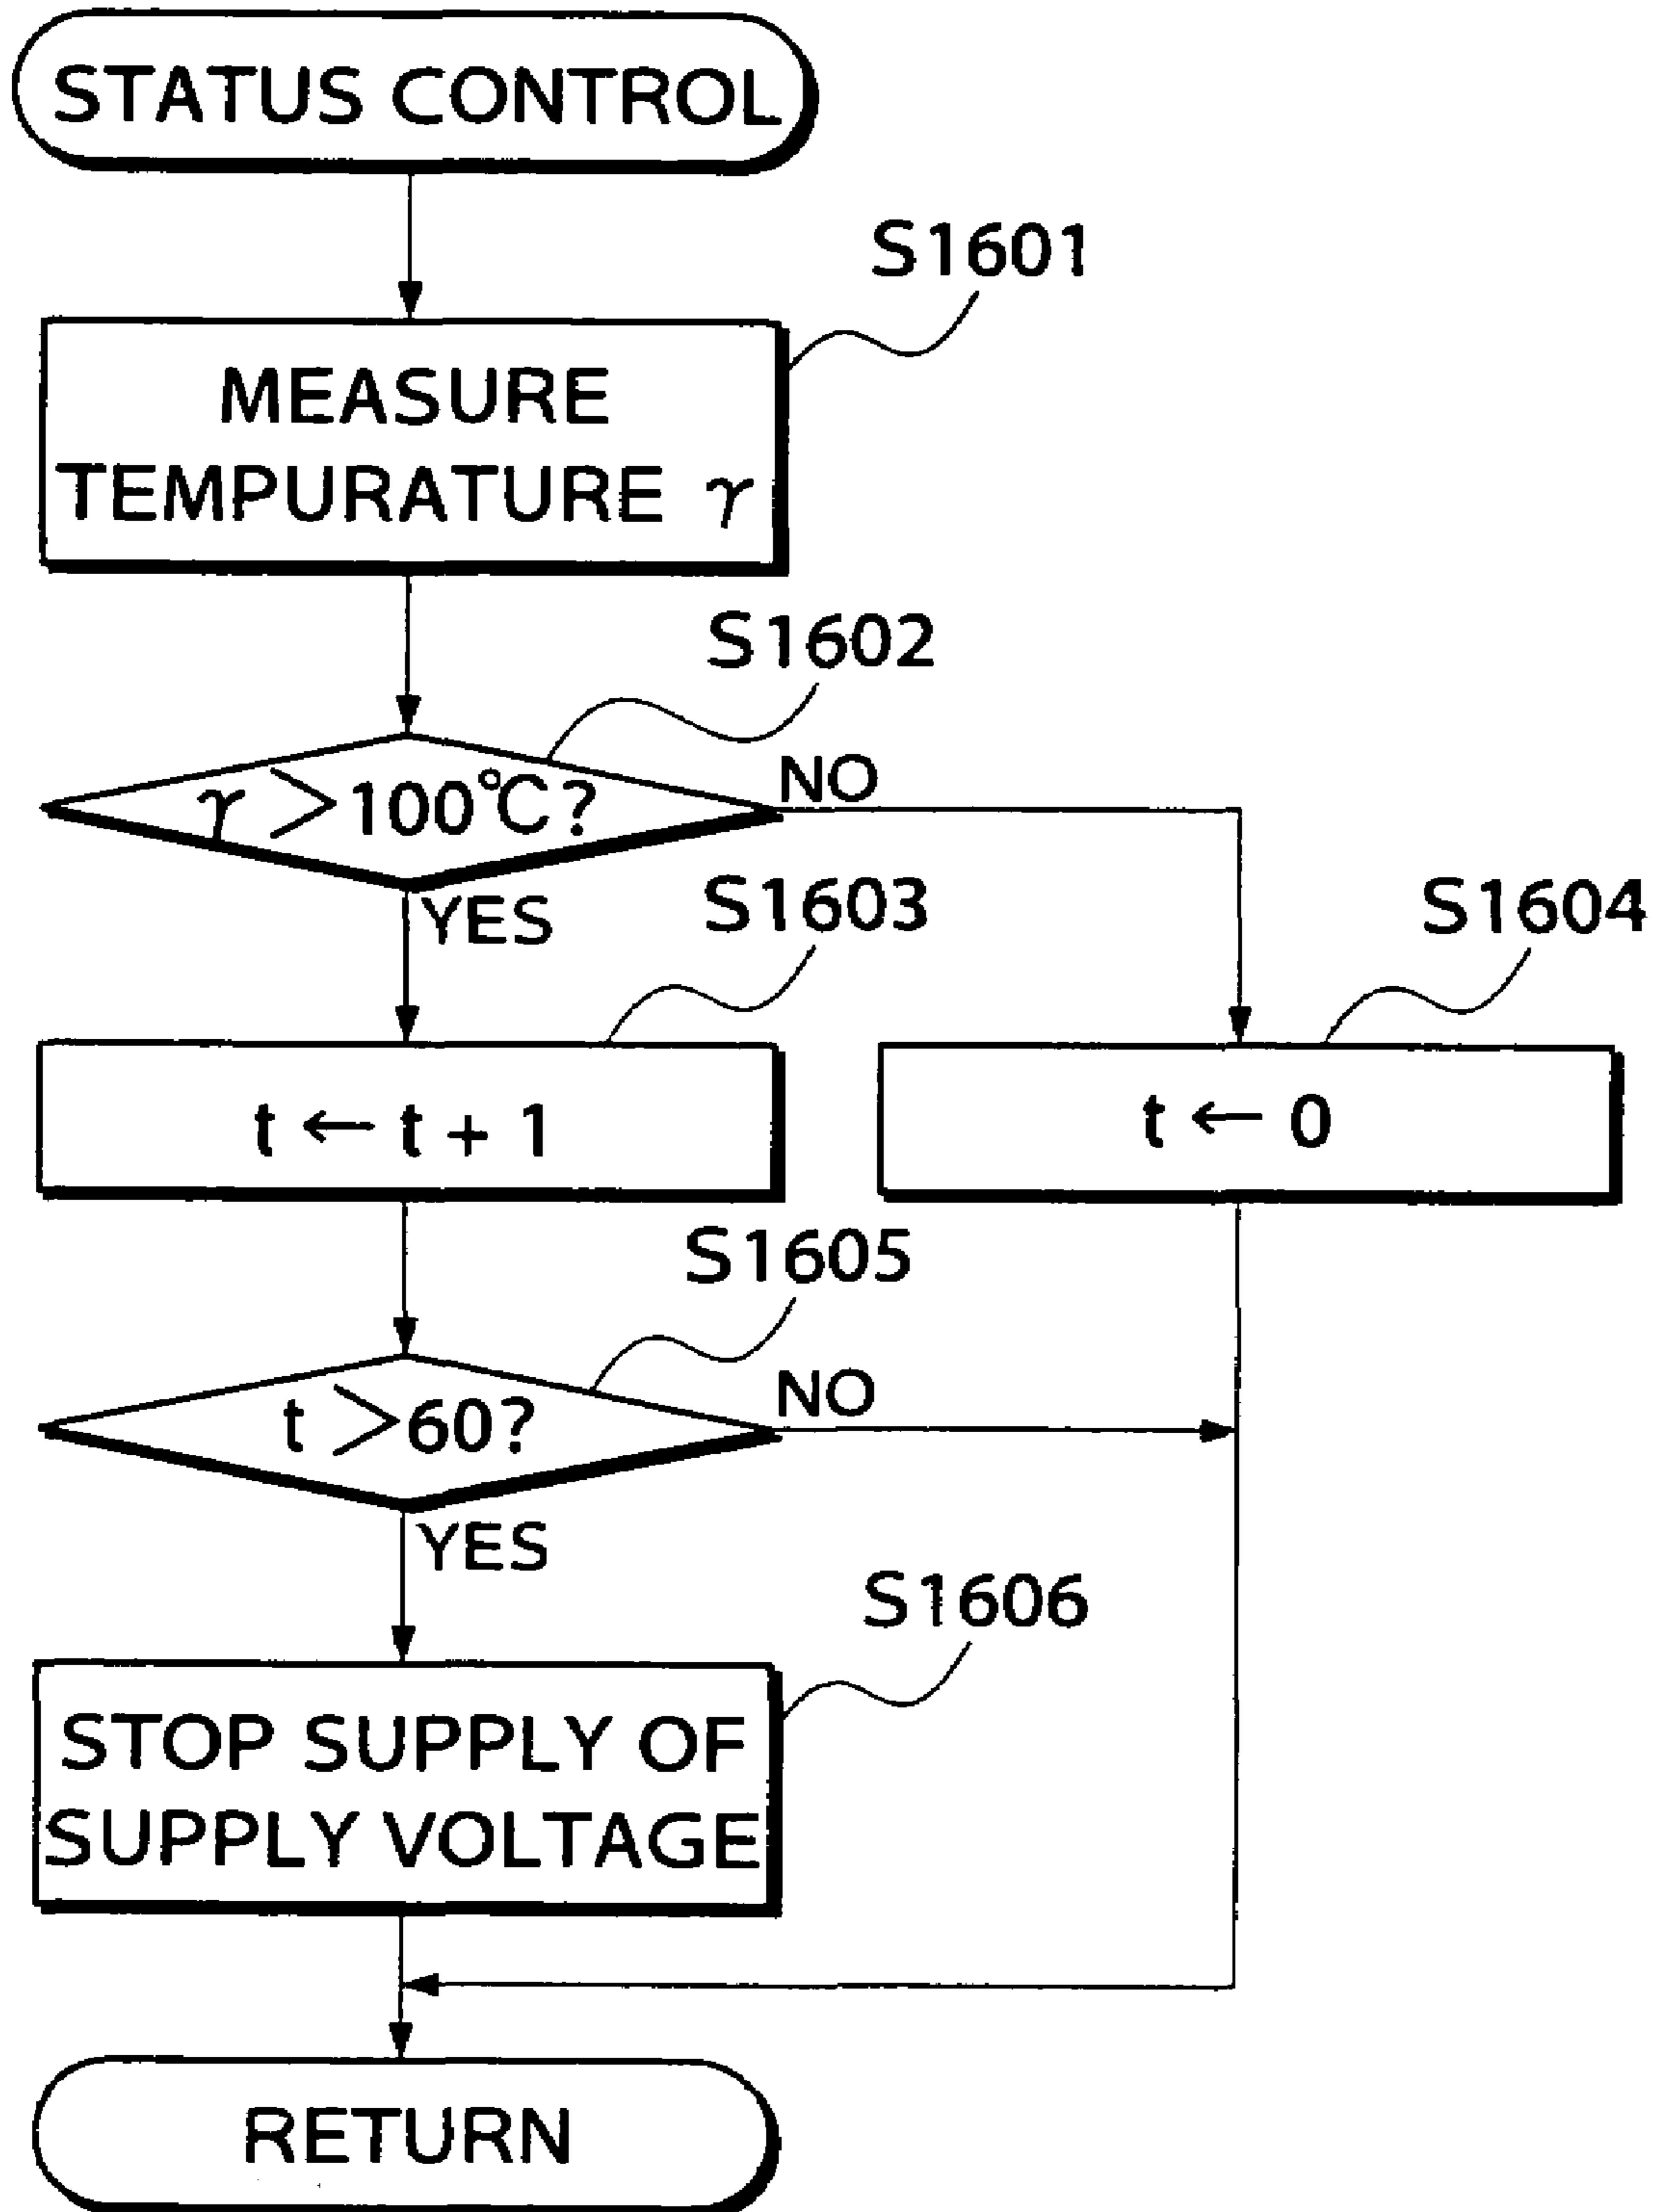 STATUS CONTROL
S1601
MEASURE
TEMPURATURE γ
S1602
γ >100℃?
NO
YES
S1603
S1604
t ← t + 1
t ← 0
S1605
t >60?
NO
YES
S1606
STOP SUPPLY OF
SUPPLY VOLTAGE
RETURN